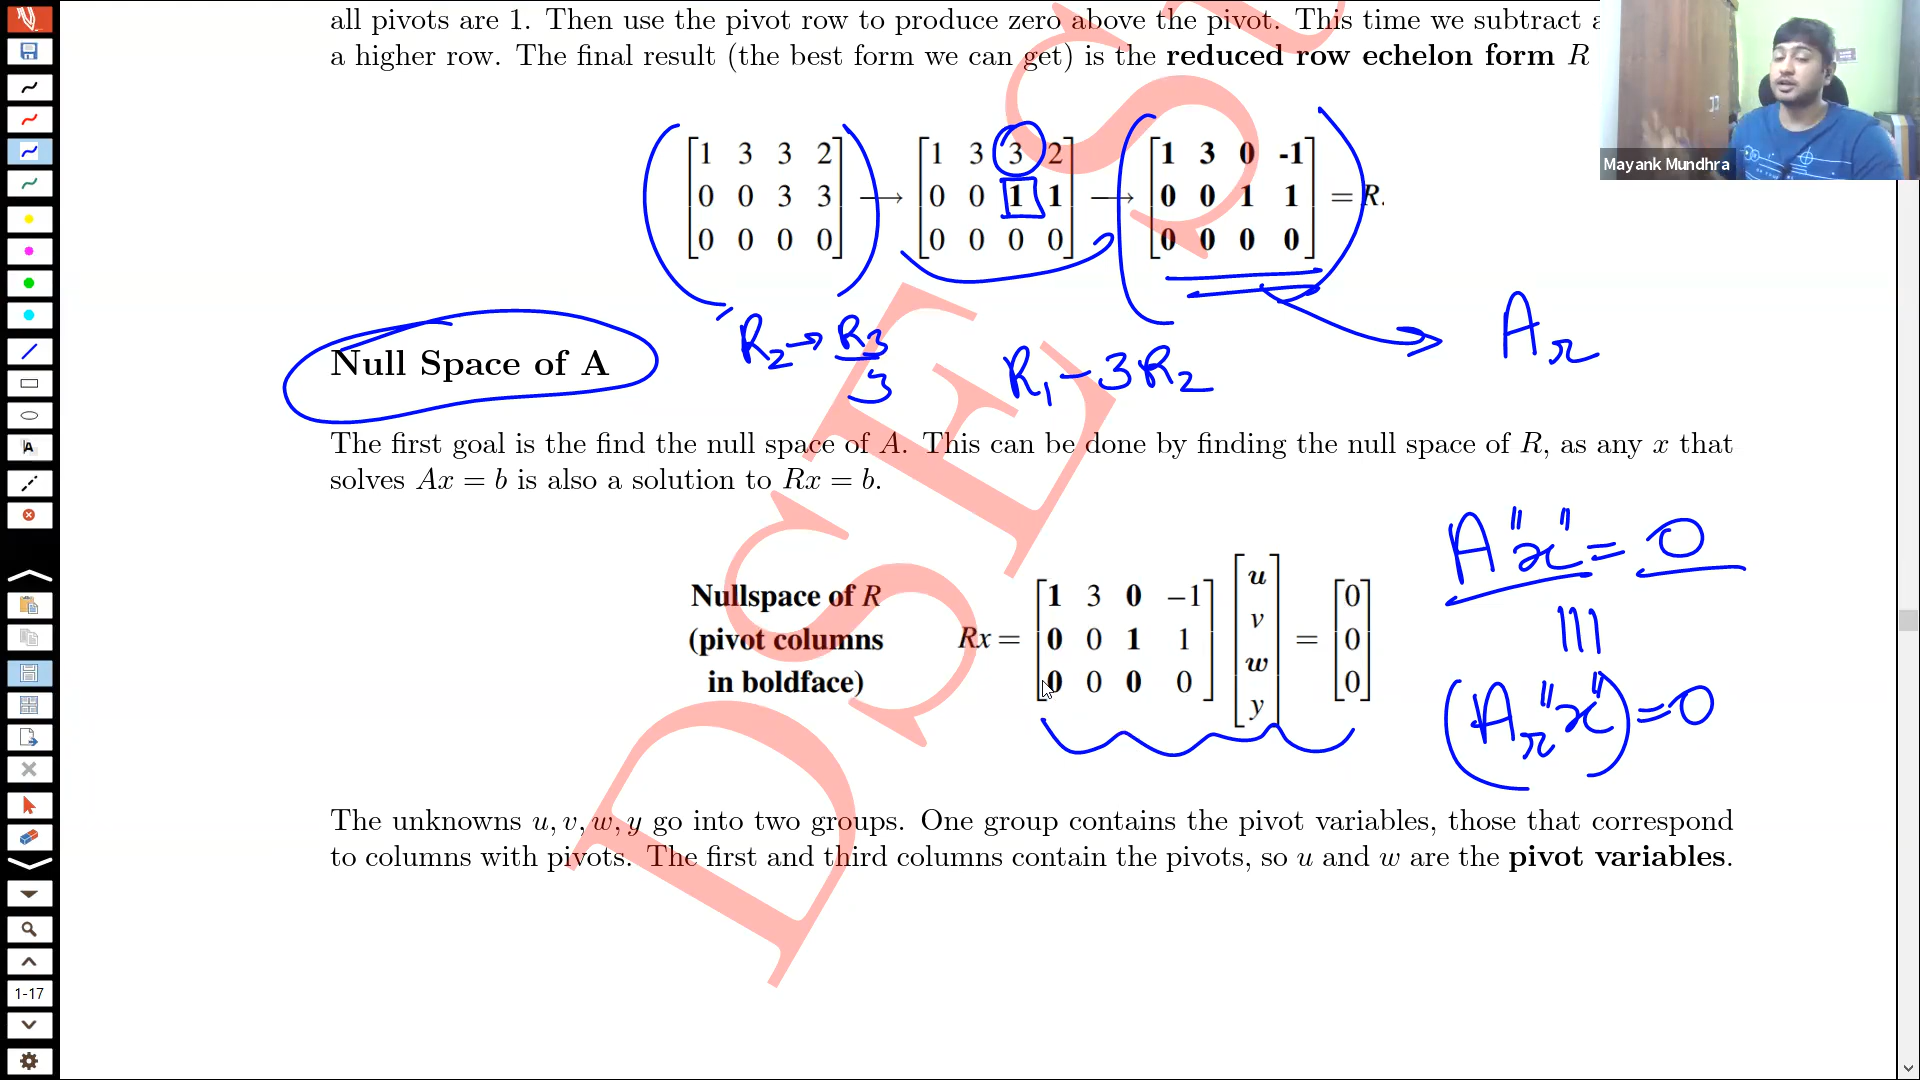 all pivots are 1. Then use the pivot row to produce zero above the pivot. This time we subtract a
a higher row. The final result (the best form we can get) is the reduced row echelon form R
Mayank Mundhra
[1 3 3 2] [1 3 3 2] [1 3 0 -1]
[0 0 3 3] → [0 0 1 1] → [0 0 1 1] = R.
[0 0 0 0] [0 0 0 0] [0 0 0 0]
R2 → R3/3 R1 - 3R2 Ar
Null Space of A
The first goal is the find the null space of A. This can be done by finding the null space of R, as any x that
solves Ax = b is also a solution to Rx = b.
A"x" = 0
|||
(Ar"x") = 0
Nullspace of R [1 3 0 −1] [u] [0]
(pivot columns Rx = [0 0 1 1] [v] = [0]
in boldface) [0 0 0 0] [w] [0]
[y]
The unknowns u, v, w, y go into two groups. One group contains the pivot variables, those that correspond
to columns with pivots. The first and third columns contain the pivots, so u and w are the pivot variables.
DSE
1-17